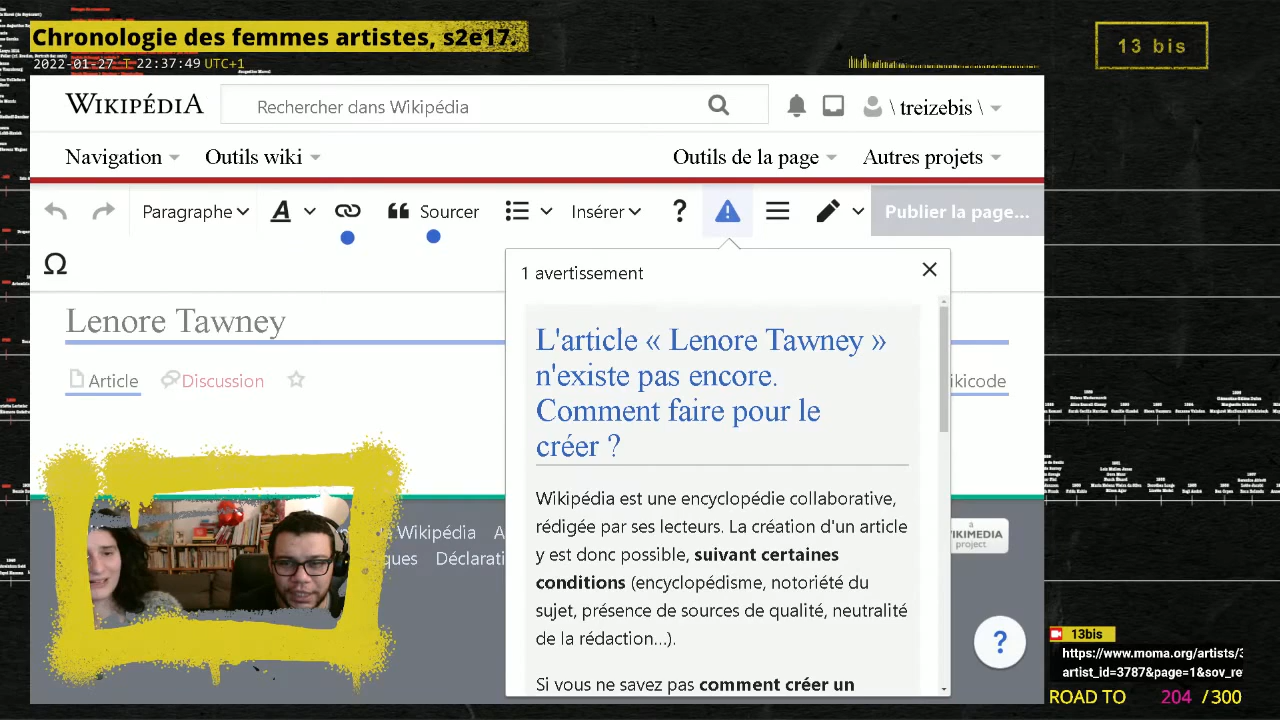 Chronologie des femmes artistes, s2e17.
2022-01-27 T 22:37:49 UTC+1
13 bis
WIKIPÉDIA
Rechercher dans Wikipédia
\ treizebis \
Navigation
Outils wiki
Outils de la page
Autres projets
Paragraphe
A
Sourcer
Insérer
?
Publier la page…
Ω
1 avertissement
Lenore Tawney
Article
Discussion
ikicode
L'article « Lenore Tawney »
n'existe pas encore.
Comment faire pour le
créer ?
Wikipédia est une encyclopédie collaborative,
rédigée par ses lecteurs. La création d'un article
y est donc possible, suivant certaines
conditions (encyclopédisme, notoriété du
sujet, présence de sources de qualité, neutralité
de la rédaction…).
Si vous ne savez pas comment créer un
Wikipédia
ques Déclarati
WIKIMEDIA
project
?
13bis
https://www.moma.org/artists/3
artist_id=3787&page=1&sov_re
ROAD TO 204 /300